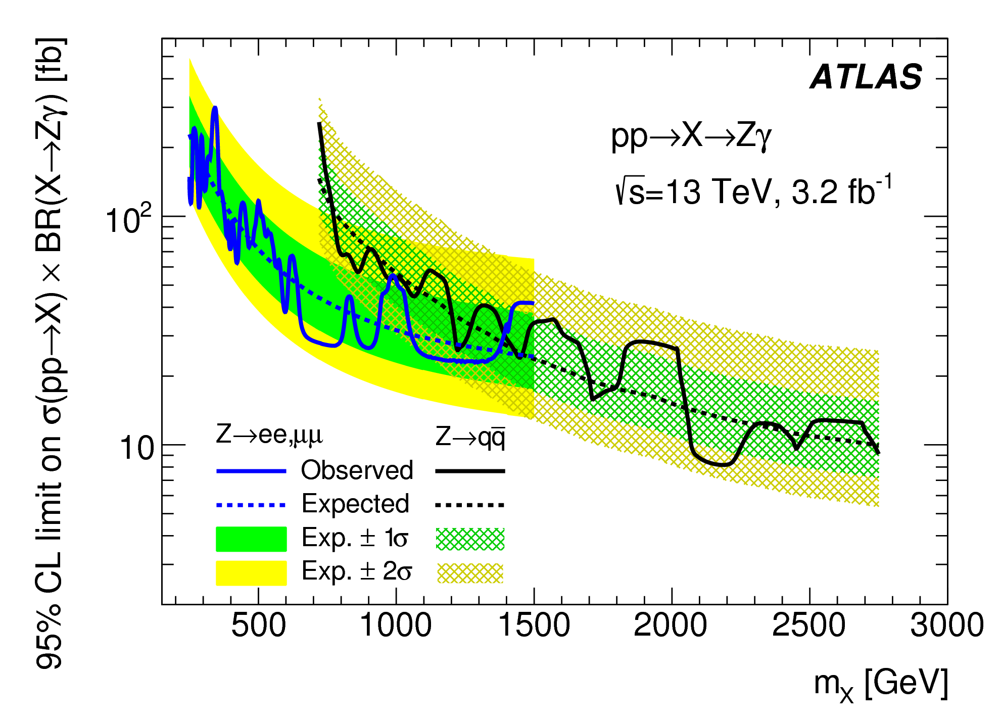 95% CL limit on σ(pp→X) × BR(X→Zγ) [fb]
ATLAS
pp→X→Zγ
√s=13 TeV, 3.2 fb⁻¹
10²
10
Z→ee,μμ Z→qq̅
Observed
Expected
Exp. ± 1σ
Exp. ± 2σ
500 1000 1500 2000 2500 3000
m_X [GeV]